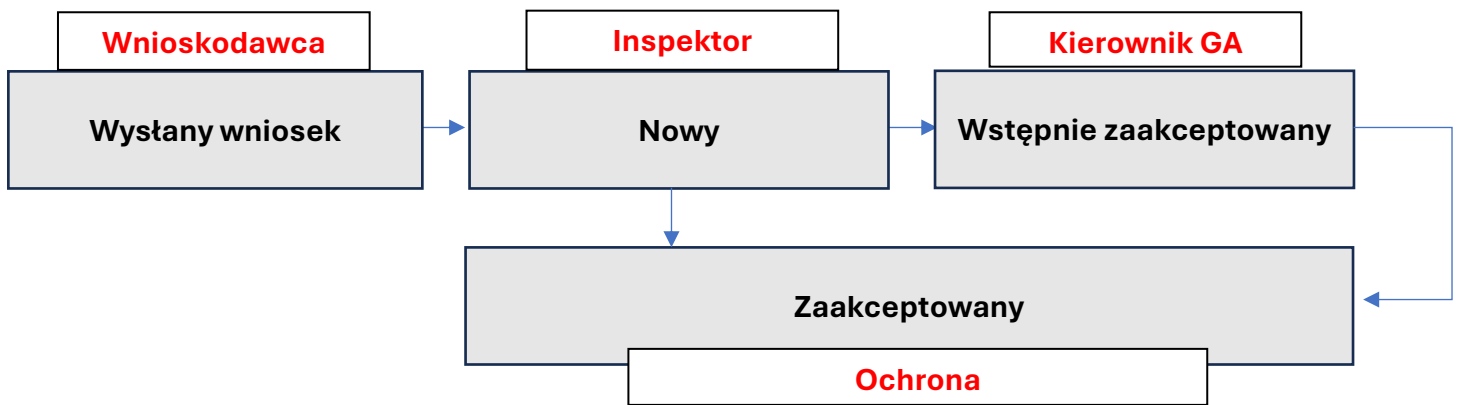 Wnioskodawca
Inspektor
Kierownik GA
Wysłany wniosek
Nowy
Wstępnie zaakceptowany
Zaakceptowany
Ochrona